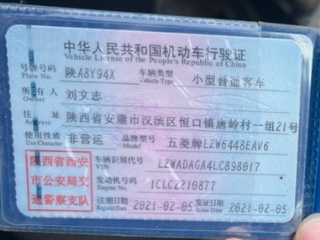 中华人民共和国机动车行驶证
Vehicle License of the People's Republic of China
号牌号码 陕A8Y94X 车辆类型 小型普通客车
Plate No. Vehicle Type
所有人 刘文志
Owner
住址 陕西省安康市汉滨区恒口镇唐岭村一组21号
Address
使用性质 非营运 品牌型号 五菱牌LZW6448EAV6
Use Character Model
陕西省西安 车辆识别代号 LZWADAGA4LC898017
VIN
市公安局交 发动机号码 1CLC2210877
Engine No.
通警察支队 注册日期 2021-02-05 发证日期 2021-02-05
Register Date Issue Date